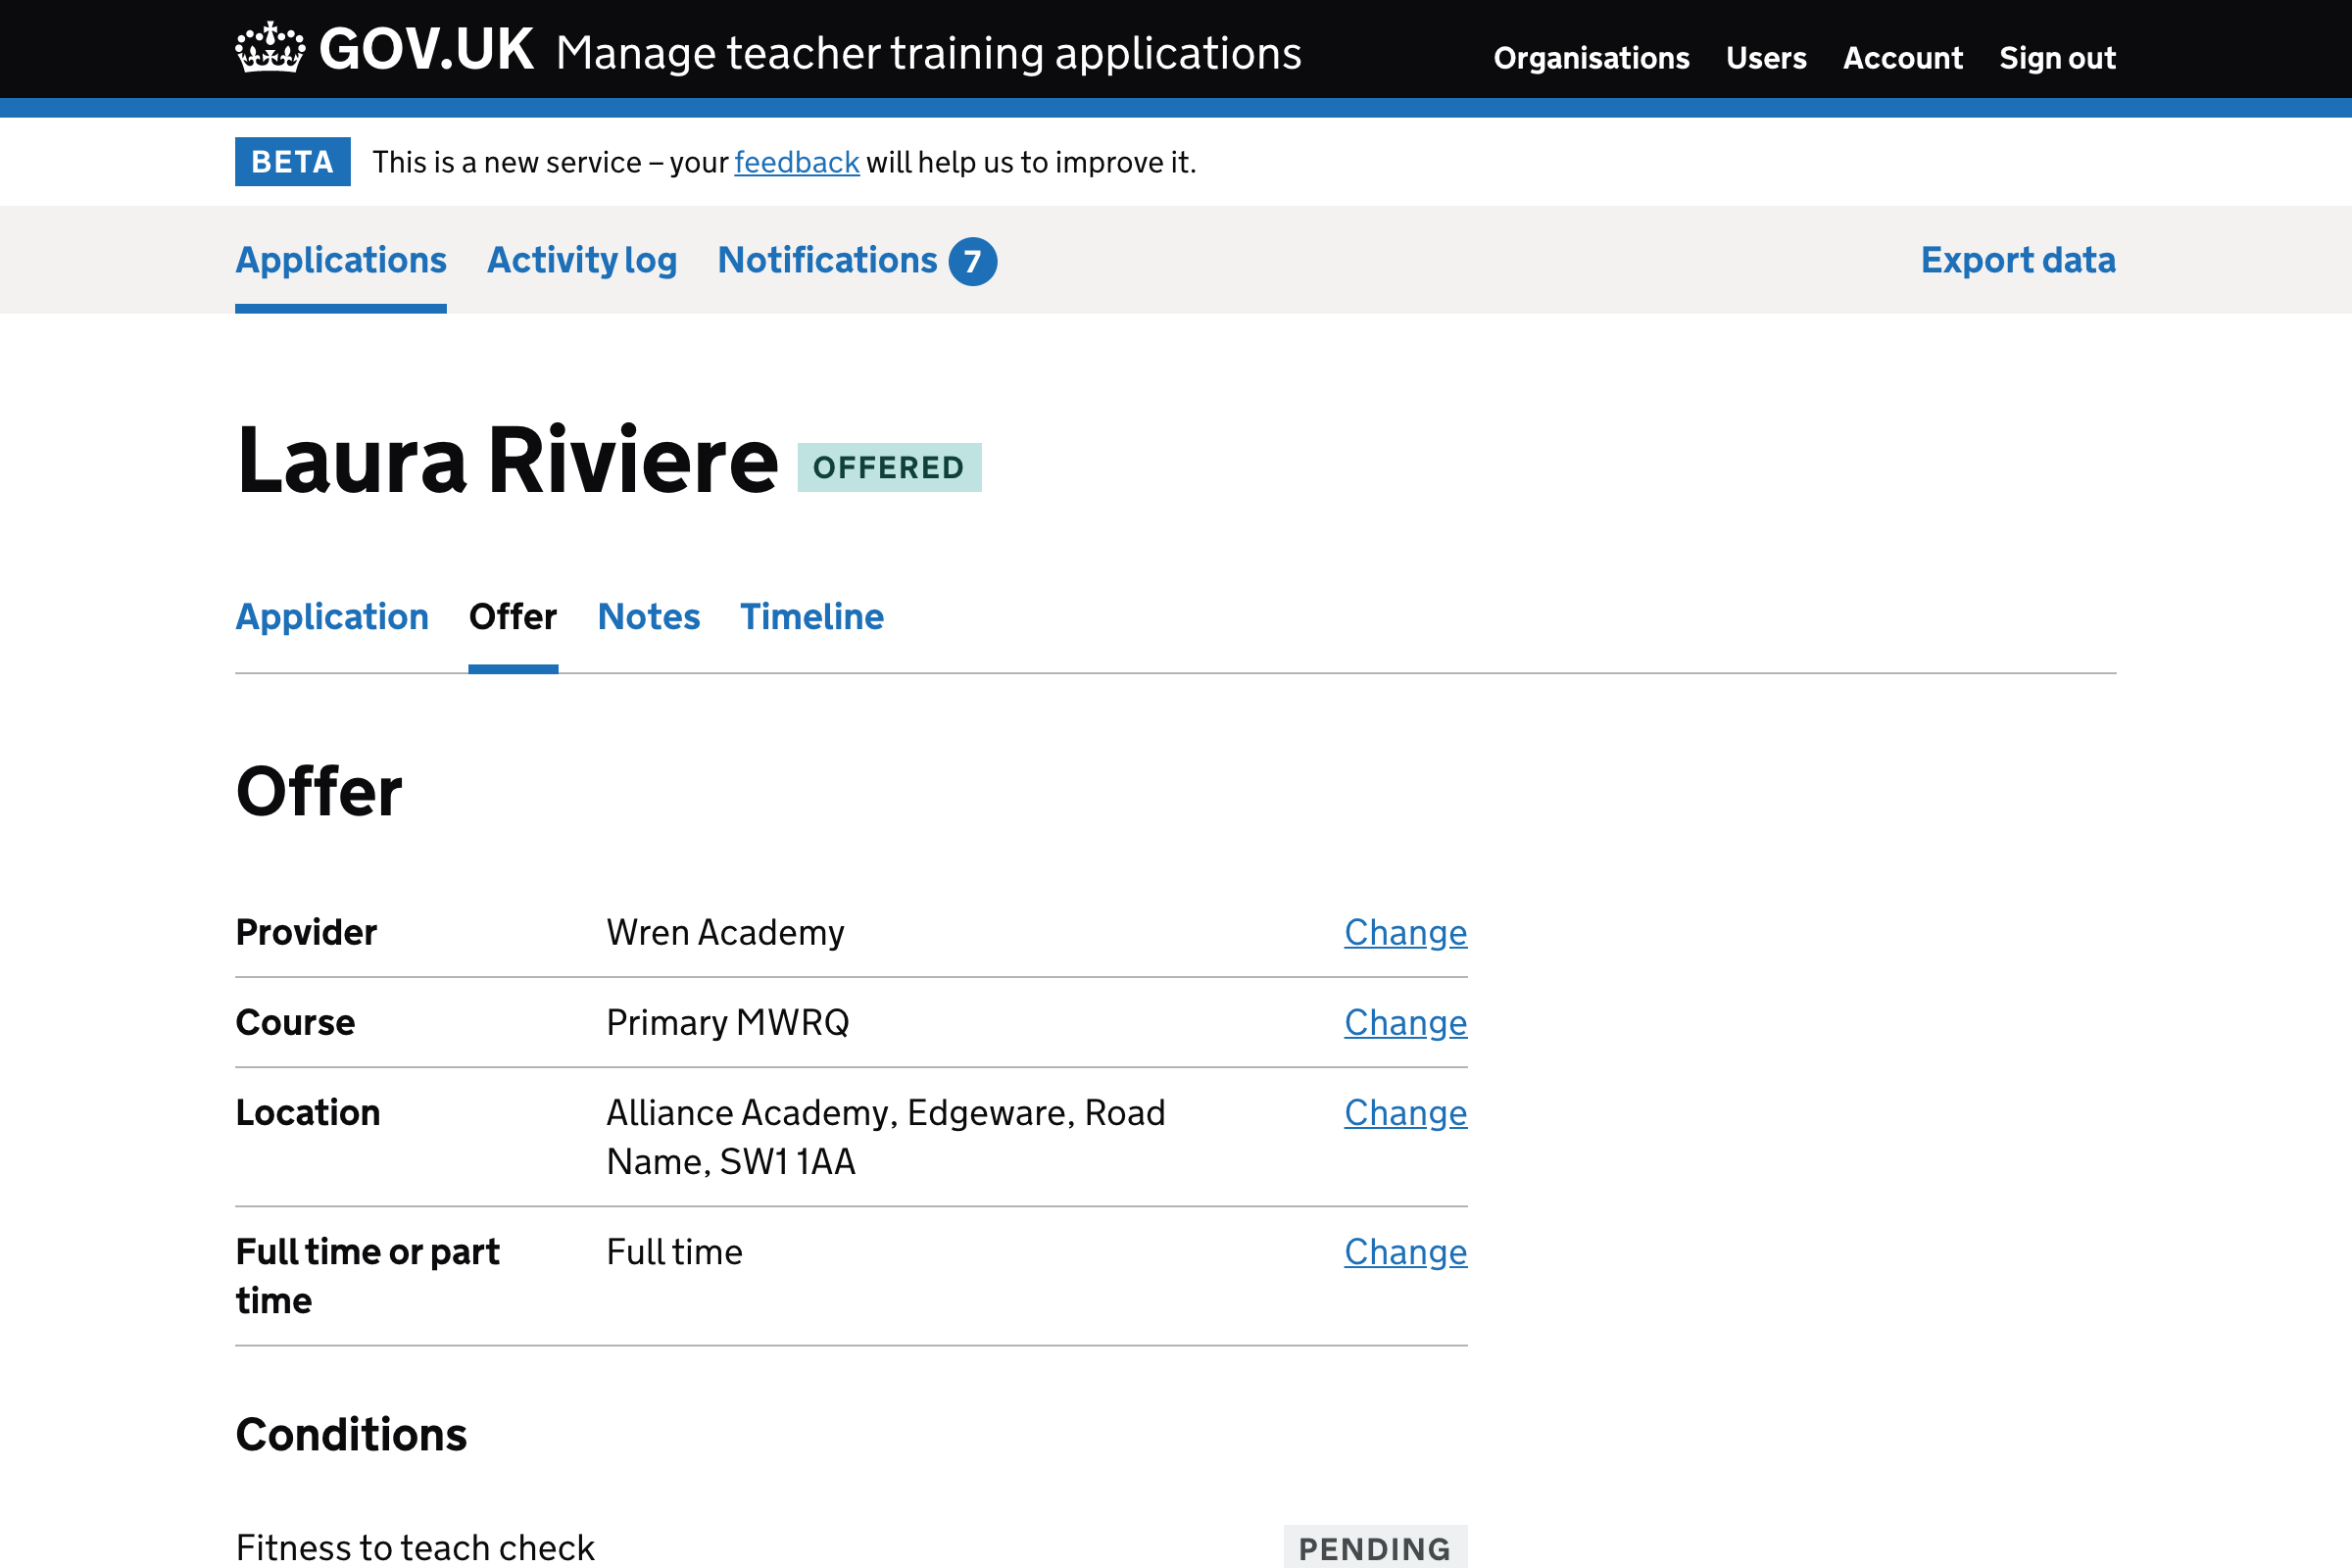 GOV.UK Manage teacher training applications Organisations Users Account Sign out
BETA This is a new service – your feedback will help us to improve it.
Applications Activity log Notifications 7 Export data
Laura Riviere OFFERED
Application Offer Notes Timeline
Offer
Provider Wren Academy Change
Course Primary MWRQ Change
Location Alliance Academy, Edgeware, Road Change
Name, SW1 1AA
Full time or part Full time Change
time
Conditions
Fitness to teach check PENDING